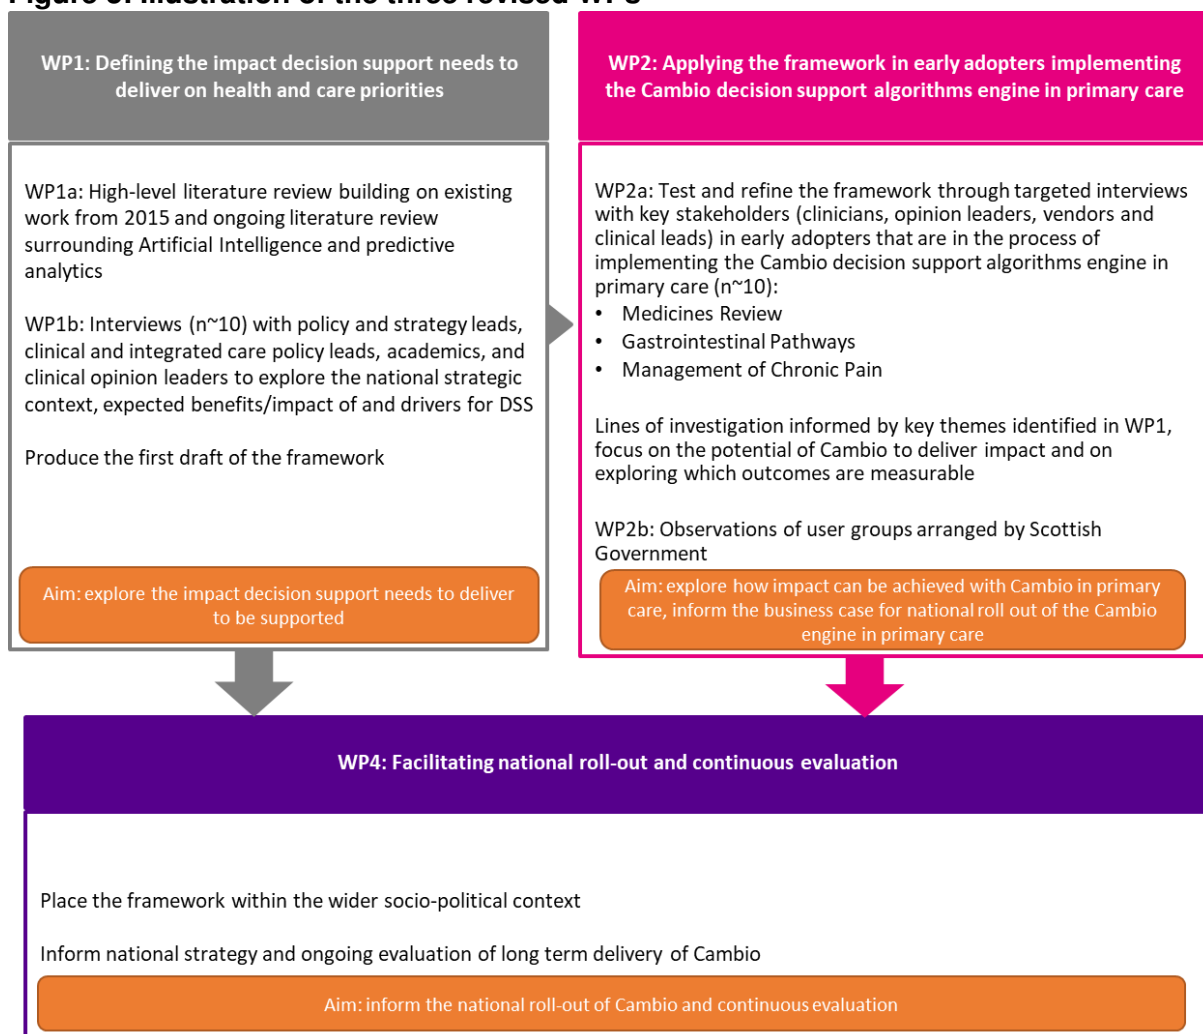 Figure 3: Illustration of the three revised WPs
WP1: Defining the impact decision support needs to
deliver on health and care priorities
WP1a: High-level literature review building on existing
work from 2015 and ongoing literature review
surrounding Artificial Intelligence and predictive
analytics
WP1b: Interviews (n~10) with policy and strategy leads,
clinical and integrated care policy leads, academics, and
clinical opinion leaders to explore the national strategic
context, expected benefits/impact of and drivers for DSS
Produce the first draft of the framework
Aim: explore the impact decision support needs to deliver
to be supported
WP2: Applying the framework in early adopters implementing
the Cambio decision support algorithms engine in primary care
WP2a: Test and refine the framework through targeted interviews
with key stakeholders (clinicians, opinion leaders, vendors and
clinical leads) in early adopters that are in the process of
implementing the Cambio decision support algorithms engine in
primary care (n~10):
• Medicines Review
• Gastrointestinal Pathways
• Management of Chronic Pain
Lines of investigation informed by key themes identified in WP1,
focus on the potential of Cambio to deliver impact and on
exploring which outcomes are measurable
WP2b: Observations of user groups arranged by Scottish
Government
Aim: explore how impact can be achieved with Cambio in primary
care, inform the business case for national roll out of the Cambio
engine in primary care
WP4: Facilitating national roll-out and continuous evaluation
Place the framework within the wider socio-political context
Inform national strategy and ongoing evaluation of long term delivery of Cambio
Aim: inform the national roll-out of Cambio and continuous evaluation